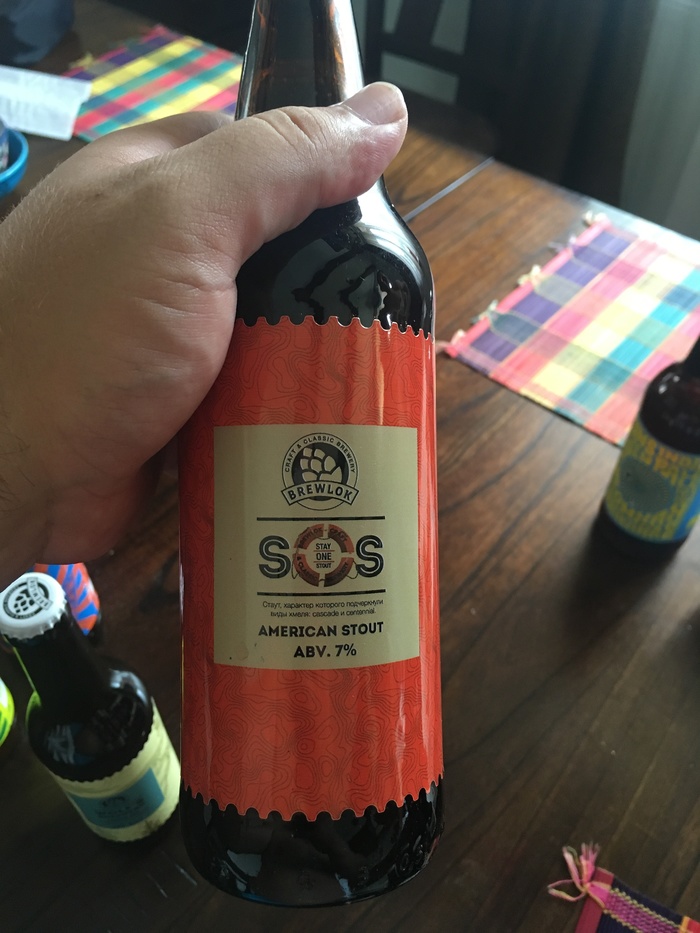 CRAFT & CLASSIC BREWERY
BREWLOK
SOS
STAY
ONE
STOUT
Стаут, характер которого подчеркнули
виды хмеля: cascade и centennial.
AMERICAN STOUT
ABV. 7%